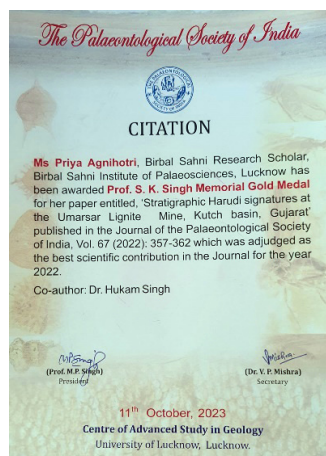 The Palaeontological Society of India
CITATION
Ms Priya Agnihotri, Birbal Sahni Research Scholar,
Birbal Sahni Institute of Palaeosciences, Lucknow has
been awarded Prof. S. K. Singh Memorial Gold Medal
for her paper entitled, 'Stratigraphic Harudi signatures at
the Umarsar Lignite Mine, Kutch basin, Gujarat'
published in the Journal of the Palaeontological Society
of India, Vol. 67 (2022): 357-362 which was adjudged as
the best scientific contribution in the Journal for the year
2022.
Co-author: Dr. Hukam Singh
(Prof. M.P. Singh) (Dr. V. P. Mishra)
President Secretary
11th October, 2023
Centre of Advanced Study in Geology
University of Lucknow, Lucknow.